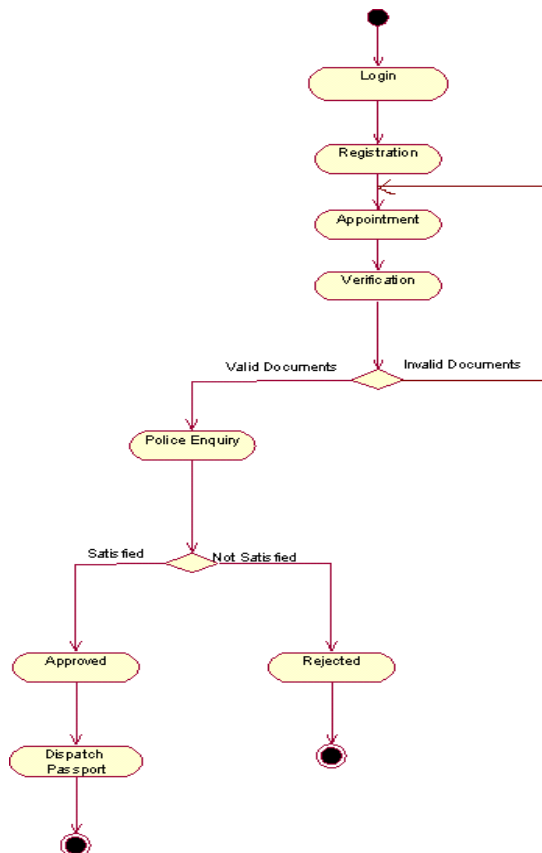 Login
Registration
Appointment
Verification
Valid Documents
Invalid Documents
Police Enquiry
Satisfied
Not Satisfied
Approved
Rejected
Dispatch
Passport